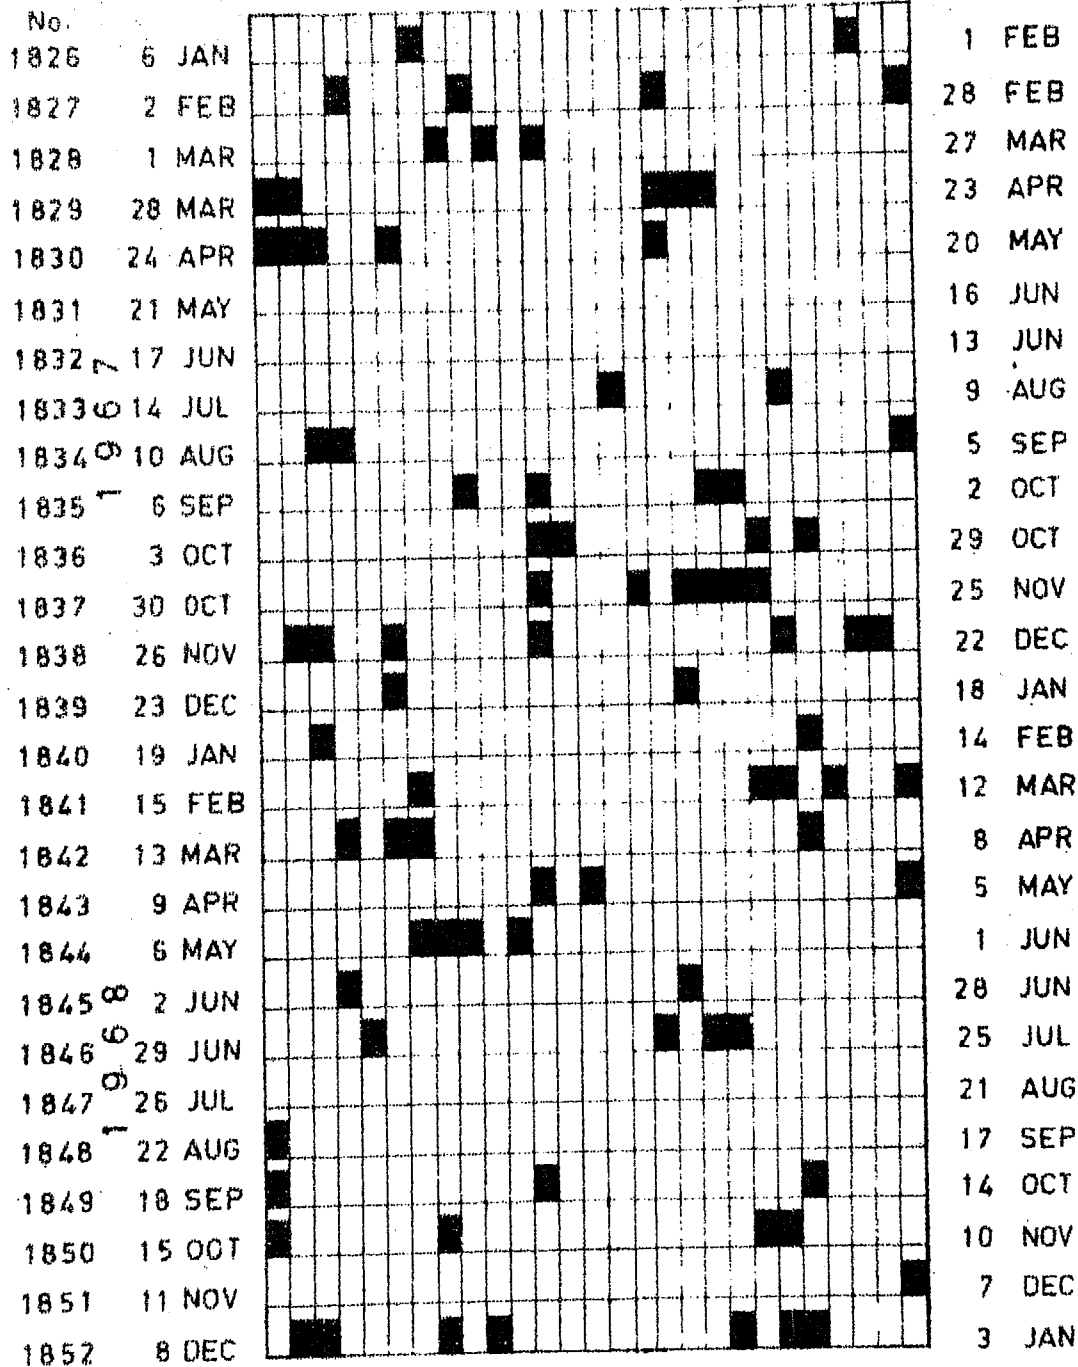 No.
1826 6 JAN 1 FEB
1827 2 FEB 28 FEB
1828 1 MAR 27 MAR
1829 28 MAR 23 APR
1830 24 APR 20 MAY
1831 21 MAY 16 JUN
1832 17 JUN 13 JUN
1833 14 JUL 9 AUG
1834 10 AUG 5 SEP
1835 6 SEP 2 OCT
1836 3 OCT 29 OCT
1837 30 OCT 25 NOV
1838 26 NOV 22 DEC
1839 23 DEC 18 JAN
1840 19 JAN 14 FEB
1841 15 FEB 12 MAR
1842 13 MAR 8 APR
1843 9 APR 5 MAY
1844 6 MAY 1 JUN
1845 2 JUN 28 JUN
1846 29 JUN 25 JUL
1847 26 JUL 21 AUG
1848 22 AUG 17 SEP
1849 18 SEP 14 OCT
1850 15 OCT 10 NOV
1851 11 NOV 7 DEC
1852 8 DEC 3 JAN
1967
1968